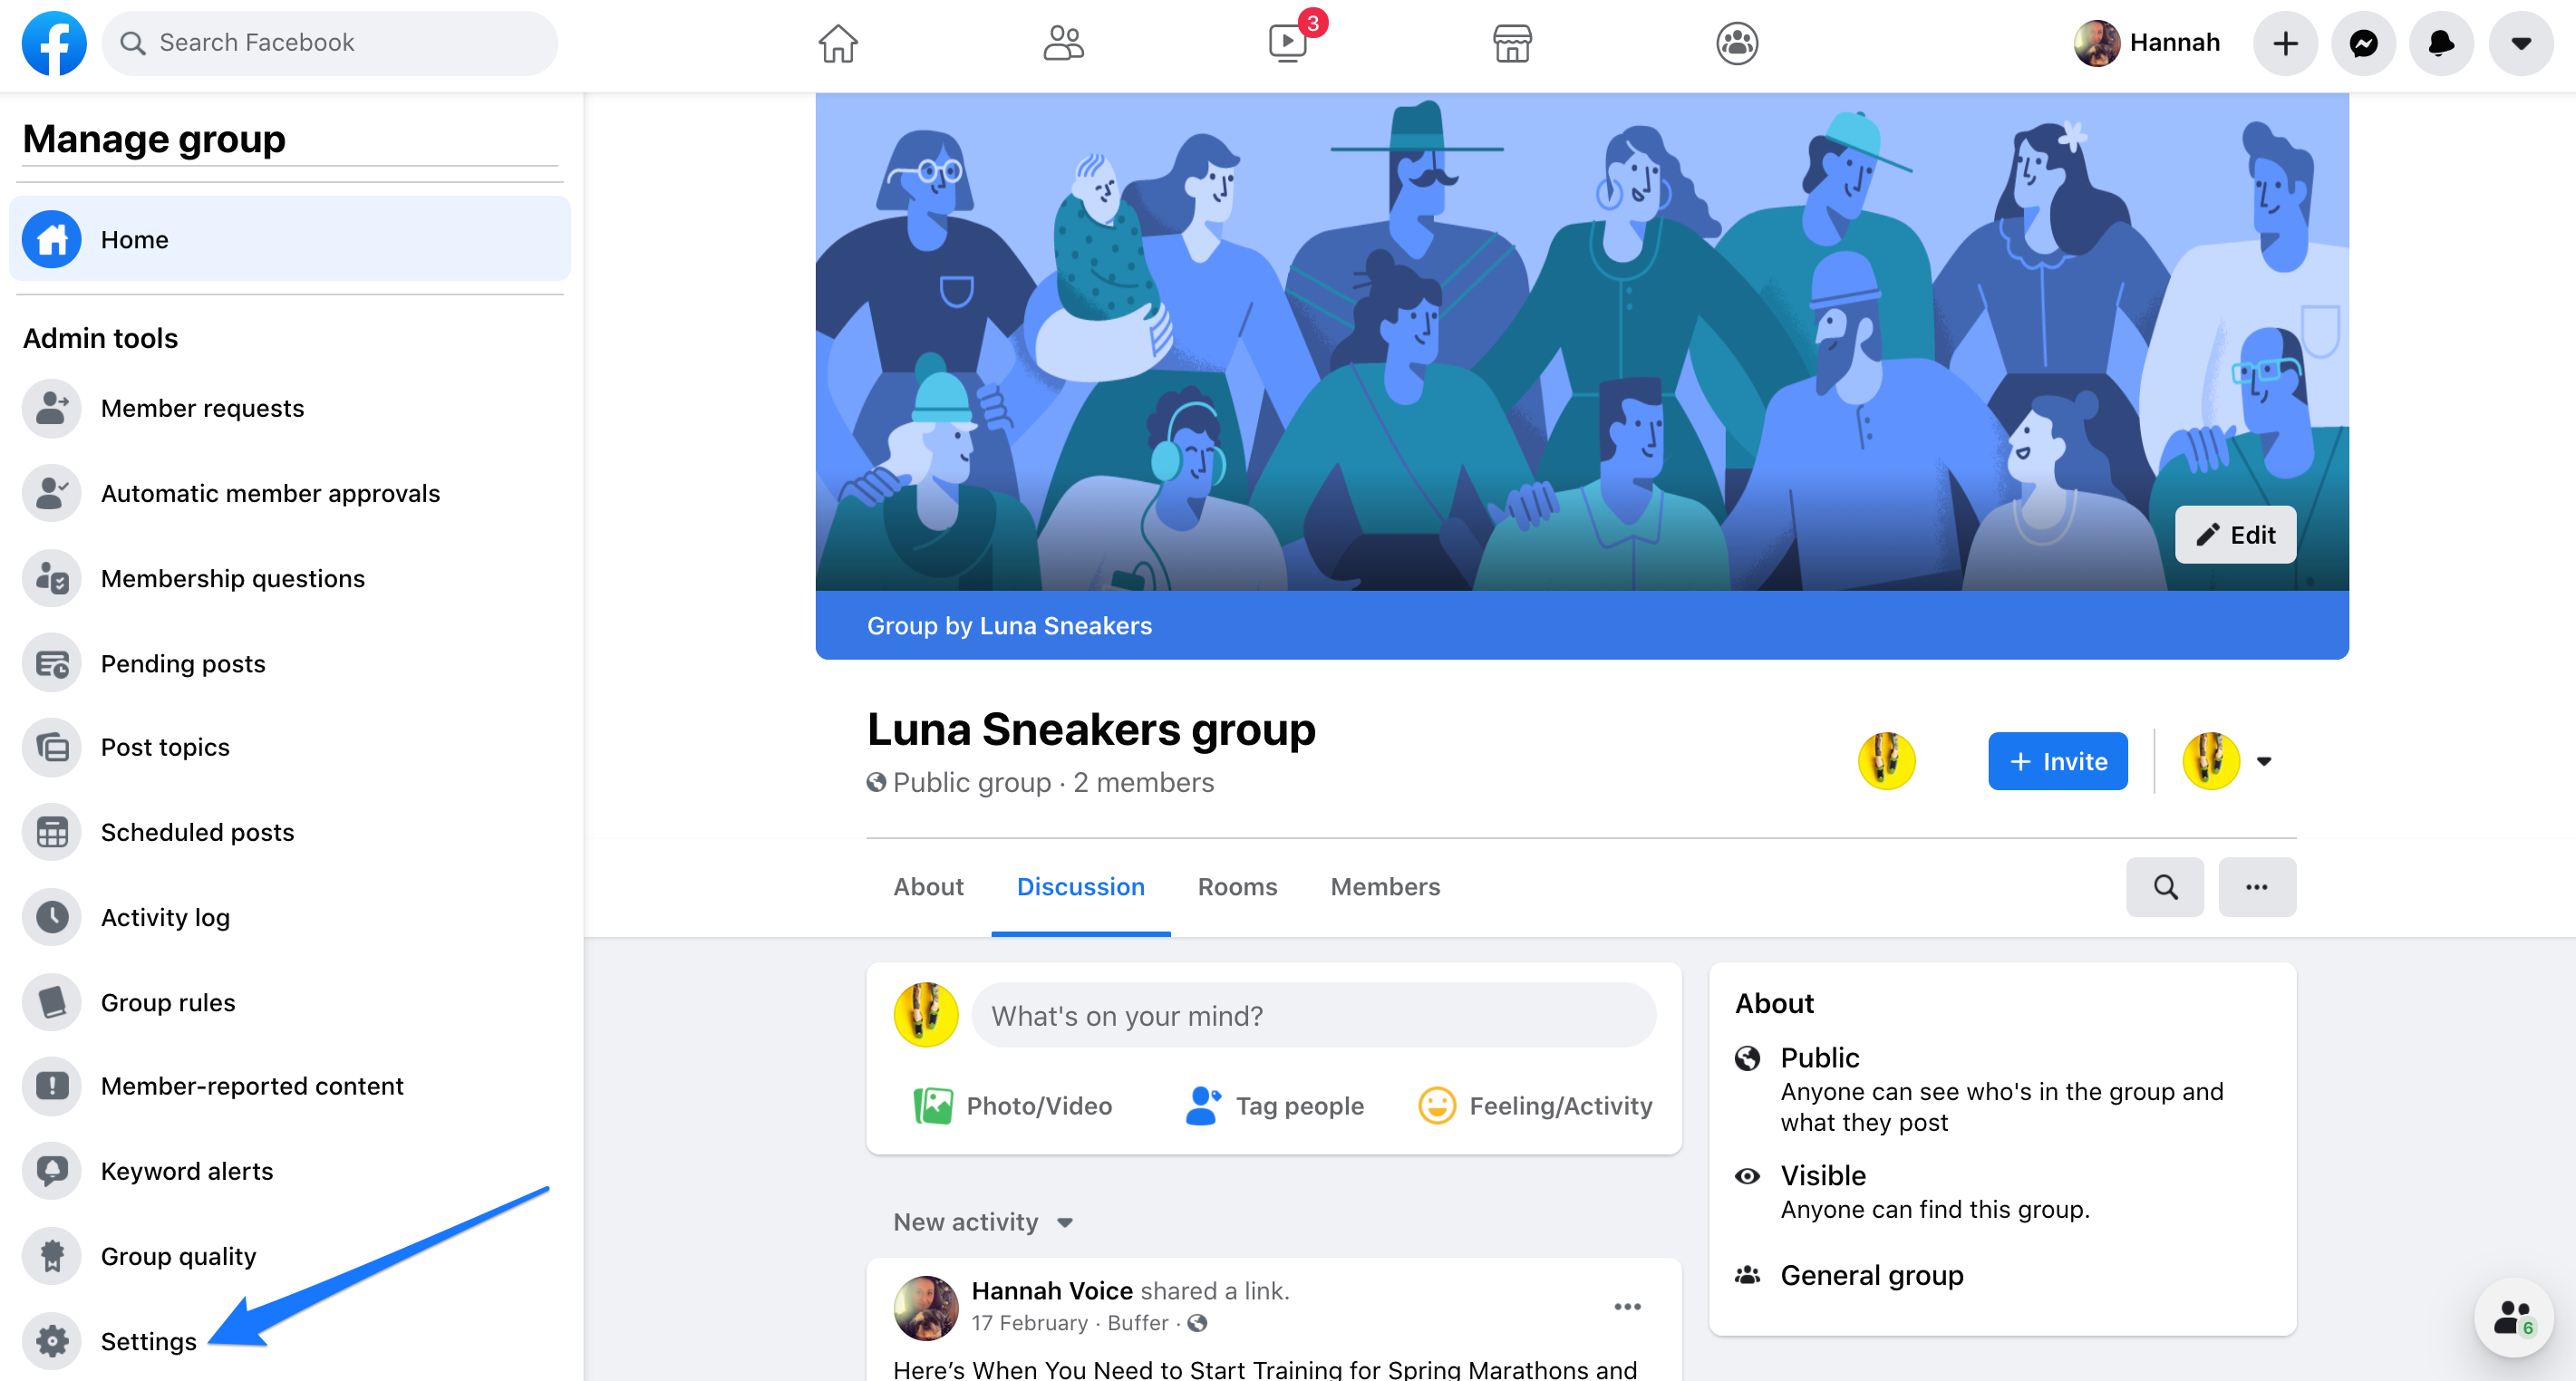 Search Facebook
3
Hannah
Manage group
Home
Admin tools
Member requests
Automatic member approvals
Membership questions
Pending posts
Post topics
Scheduled posts
Activity log
Group rules
Member-reported content
Keyword alerts
Group quality
Settings
Edit
Group by Luna Sneakers
Luna Sneakers group
Public group · 2 members
+ Invite
About
Discussion
Rooms
Members
What's on your mind?
Photo/Video
Tag people
Feeling/Activity
New activity
Hannah Voice shared a link.
17 February · Buffer ·
Here’s When You Need to Start Training for Spring Marathons and
About
Public
Anyone can see who's in the group and
what they post
Visible
Anyone can find this group.
General group
6